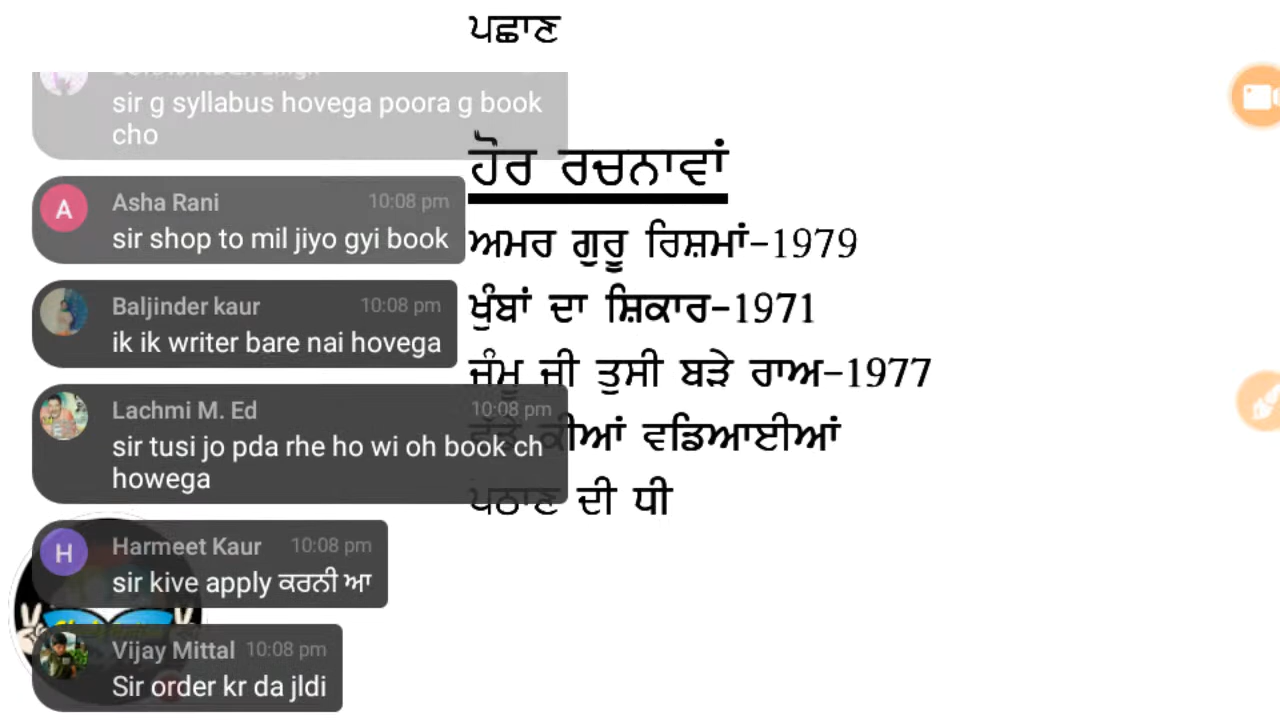 ਪਛਾਣ
sir g syllabus hovega poora g book
cho
ਹੋਰ ਰਚਨਾਵਾਂ
Asha Rani 10:08 pm
sir shop to mil jiyo gyi book
ਅਮਰ ਗੁਰੂ ਰਿਸ਼ਮਾਂ-1979
Baljinder kaur 10:08 pm
ik ik writer bare nai hovega
ਖੁੰਬਾਂ ਦਾ ਸ਼ਿਕਾਰ-1971
ਜੰਮੂ ਜੀ ਤੁਸੀ ਬੜੇ ਰਾਅ-1977
Lachmi M. Ed 10:08 pm
sir tusi jo pda rhe ho wi oh book ch
howega
ਕੀਆਂ ਵਡਿਆਈਆਂ
ਪਠਾਣ ਦੀ ਧੀ
H
Harmeet Kaur 10:08 pm
sir kive apply ਕਰਨੀ ਆ
Vijay Mittal 10:08 pm
Sir order kr da jldi
A